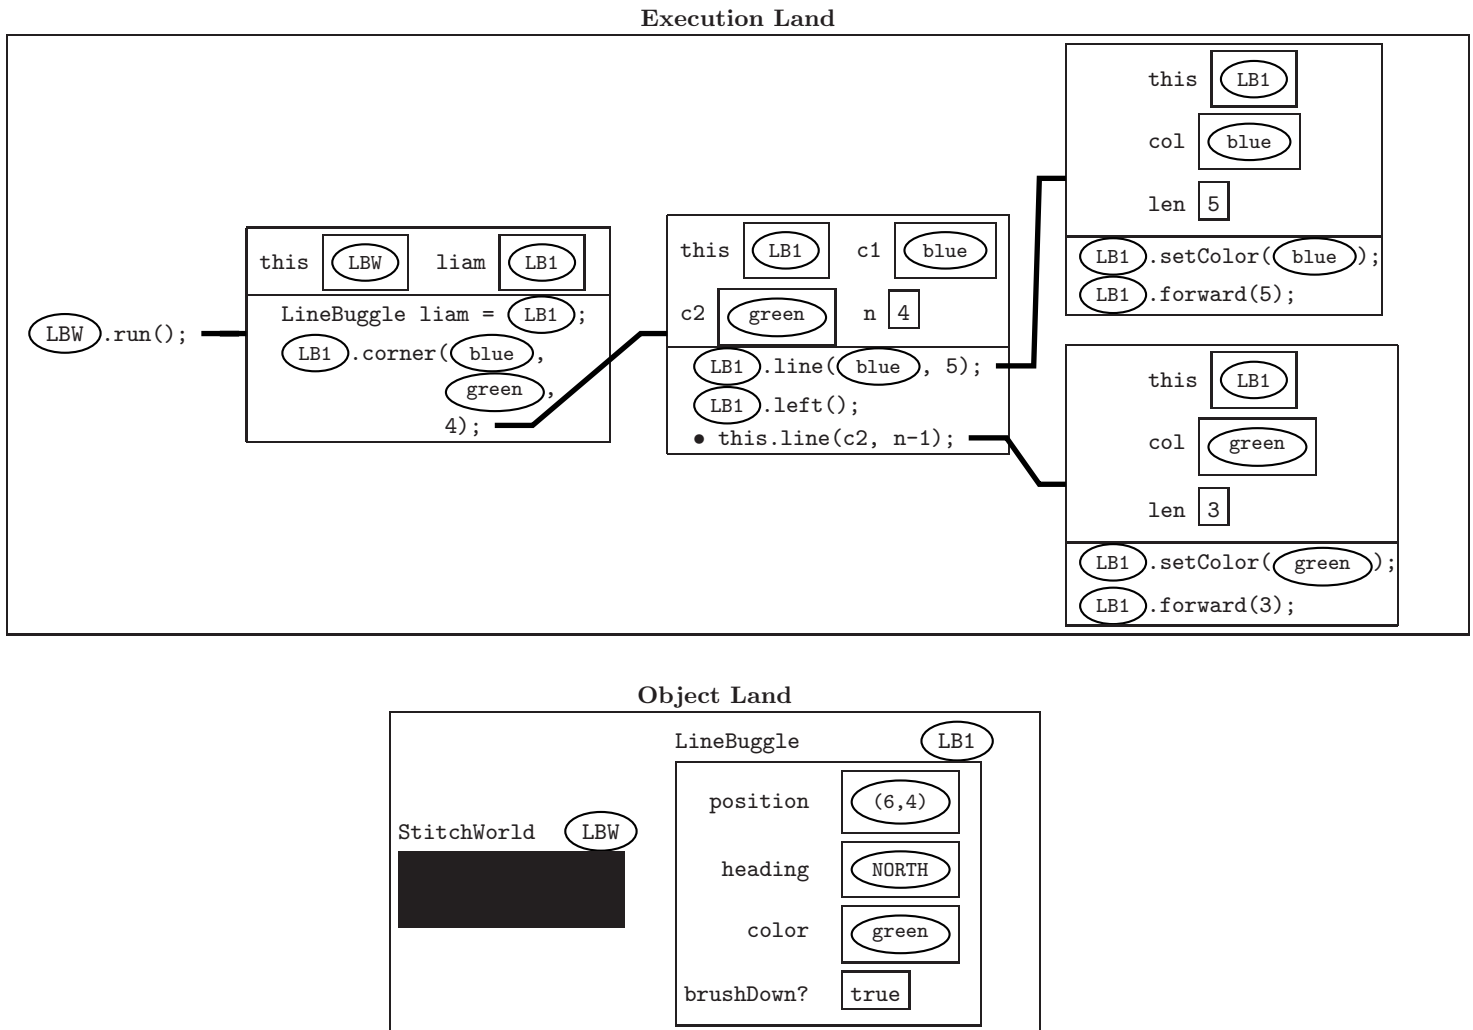 Execution Land
LBW.run();
this LBW liam LB1
LineBuggle liam = LB1;
LB1.corner(blue,
green,
4);
this LB1 c1 blue
c2 green n 4
LB1.line(blue, 5);
LB1.left();
• this.line(c2, n-1);
this LB1
col blue
len 5
LB1.setColor(blue);
LB1.forward(5);
this LB1
col green
len 3
LB1.setColor(green);
LB1.forward(3);
Object Land
StitchWorld LBW
LineBuggle LB1
position (6,4)
heading NORTH
color green
brushDown? true